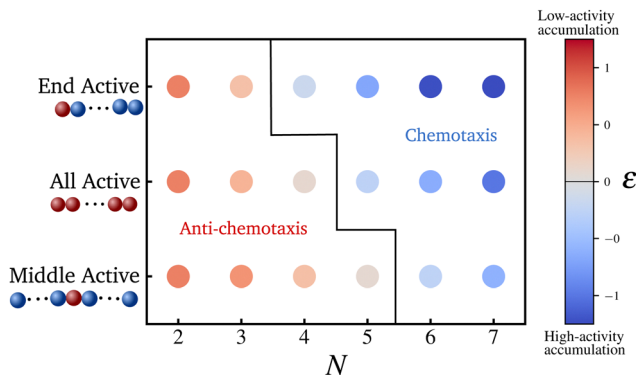 Low-activity
accumulation
End Active
All Active
Middle Active
Chemotaxis
Anti-chemotaxis
1
0
0
−0
−1
ε
2 3 4 5 6 7
N
High-activity
accumulation